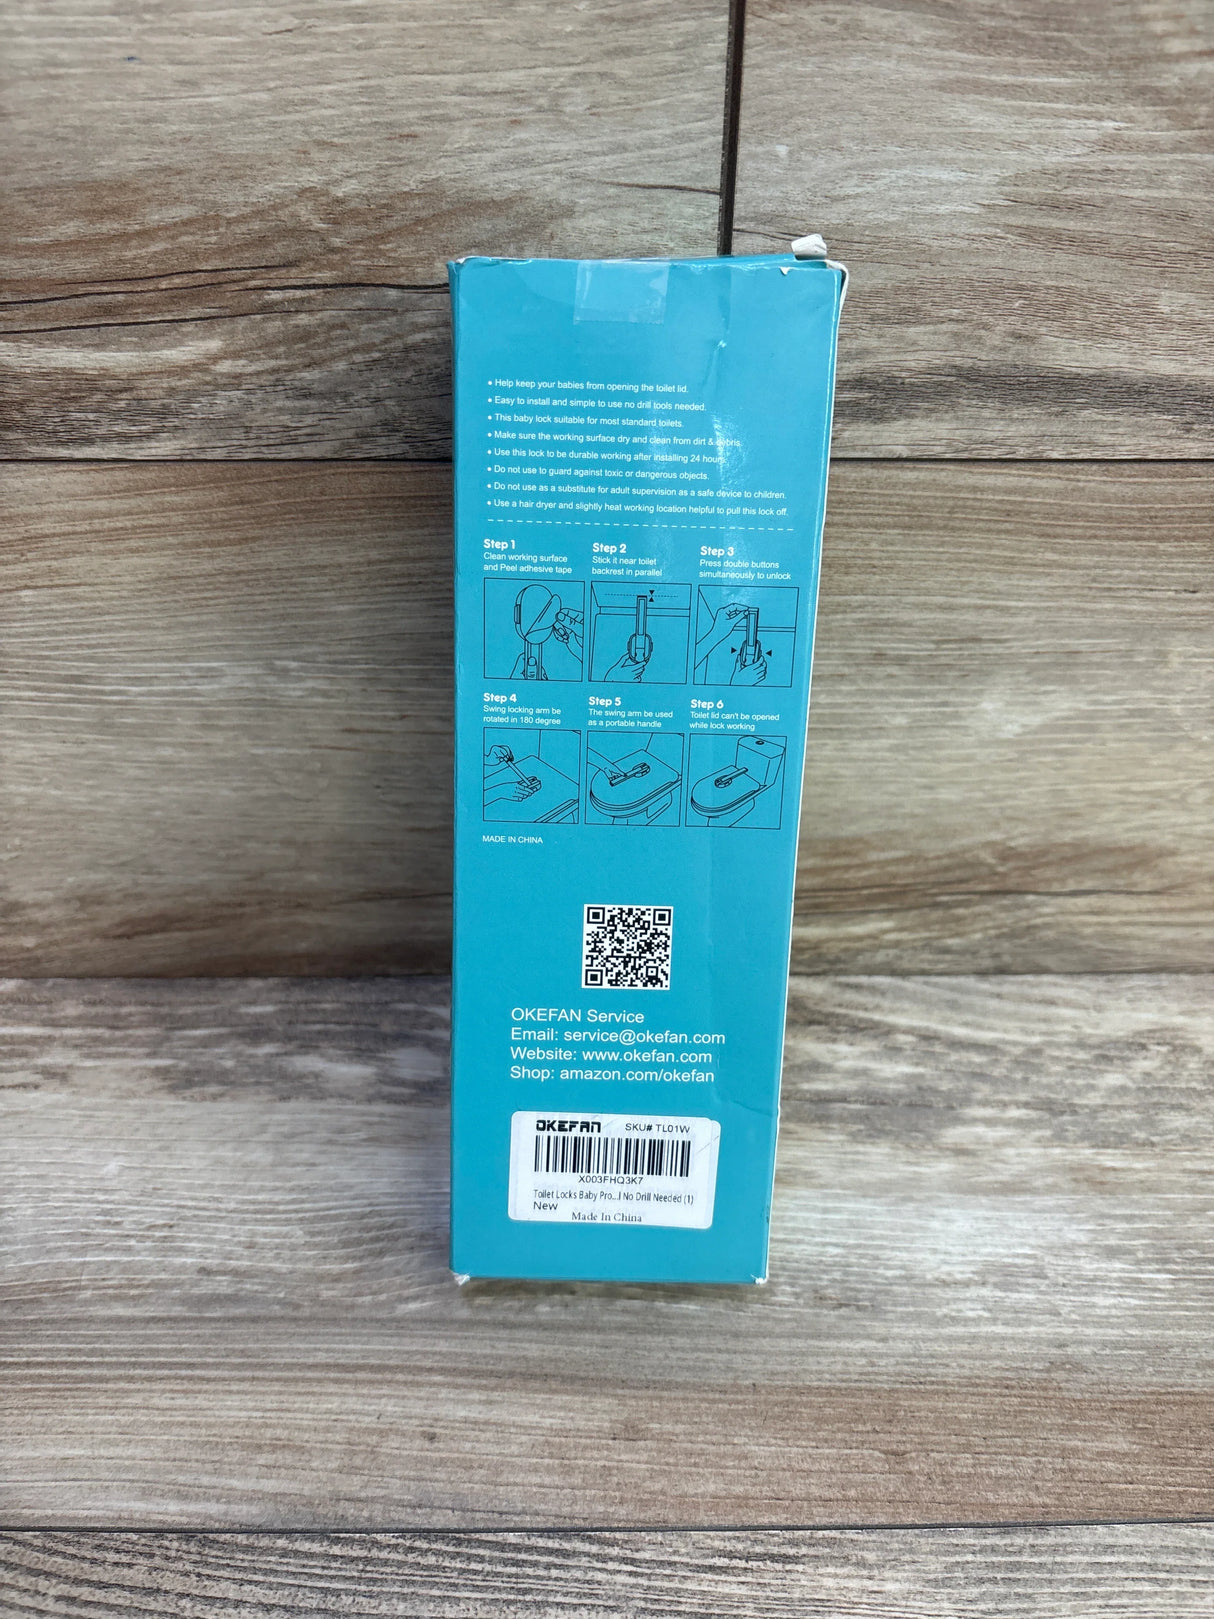 • Help keep your babies from opening the toilet lid.
• Easy to install and simple to use no drill tools needed.
• This baby lock suitable for most standard toilets.
• Make sure the working surface dry and clean from dirt & debris.
• Use this lock to be durable working after installing 24 hours.
• Do not use to guard against toxic or dangerous objects.
• Do not use as a substitute for adult supervision as a safe device to children.
• Use a hair dryer and slightly heat working location helpful to pull this lock off.
Step 1
Clean working surface
and Peel adhesive tape
Step 2
Stick it near toilet
backrest in parallel
Step 3
Press double buttons
simultaneously to unlock
Step 4
Swing locking arm be
rotated in 180 degree
Step 5
The swing arm be used
as a portable handle
Step 6
Toilet lid can't be opened
while lock working
MADE IN CHINA
OKEFAN Service
Email: service@okefan.com
Website: www.okefan.com
Shop: amazon.com/okefan
OKEFAN SKU# TL01W
X003FHQ3K7
Toilet Locks Baby Pro...l No Drill Needed (1)
New
Made In China